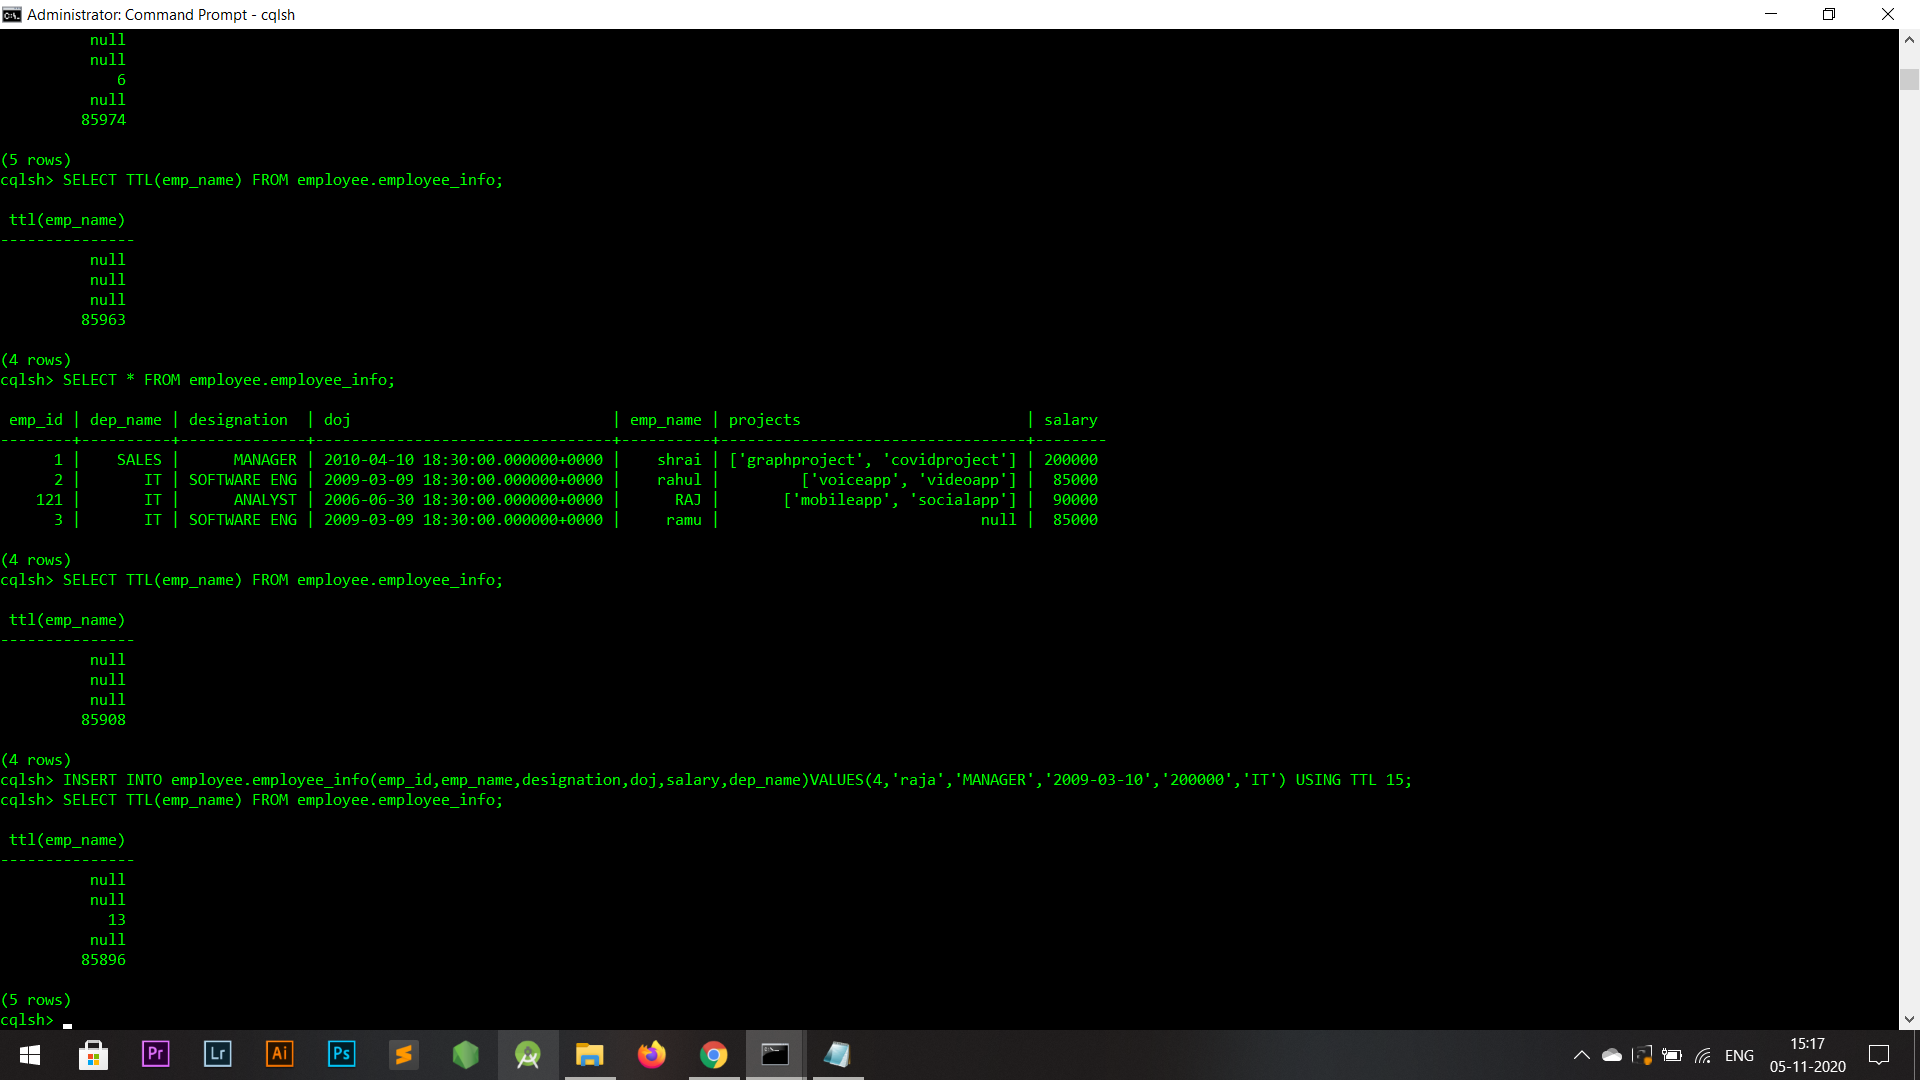 Administrator: Command Prompt - cqlsh
null
null
6
null
85974
(5 rows)
cqlsh> SELECT TTL(emp_name) FROM employee.employee_info;
ttl(emp_name)
---------------
null
null
null
85963
(4 rows)
cqlsh> SELECT * FROM employee.employee_info;
emp_id | dep_name | designation | doj | emp_name | projects | salary
--------+----------+--------------+---------------------------------+----------+----------------------------------+--------
1 | SALES | MANAGER | 2010-04-10 18:30:00.000000+0000 | shrai | ['graphproject', 'covidproject'] | 200000
2 | IT | SOFTWARE ENG | 2009-03-09 18:30:00.000000+0000 | rahul | ['voiceapp', 'videoapp'] | 85000
121 | IT | ANALYST | 2006-06-30 18:30:00.000000+0000 | RAJ | ['mobileapp', 'socialapp'] | 90000
3 | IT | SOFTWARE ENG | 2009-03-09 18:30:00.000000+0000 | ramu | null | 85000
(4 rows)
cqlsh> SELECT TTL(emp_name) FROM employee.employee_info;
ttl(emp_name)
---------------
null
null
null
85908
(4 rows)
cqlsh> INSERT INTO employee.employee_info(emp_id,emp_name,designation,doj,salary,dep_name)VALUES(4,'raja','MANAGER','2009-03-10','200000','IT') USING TTL 15;
cqlsh> SELECT TTL(emp_name) FROM employee.employee_info;
ttl(emp_name)
---------------
null
null
13
null
85896
(5 rows)
cqlsh>
Pr
Lr
Ai
Ps
ENG
15:17
05-11-2020